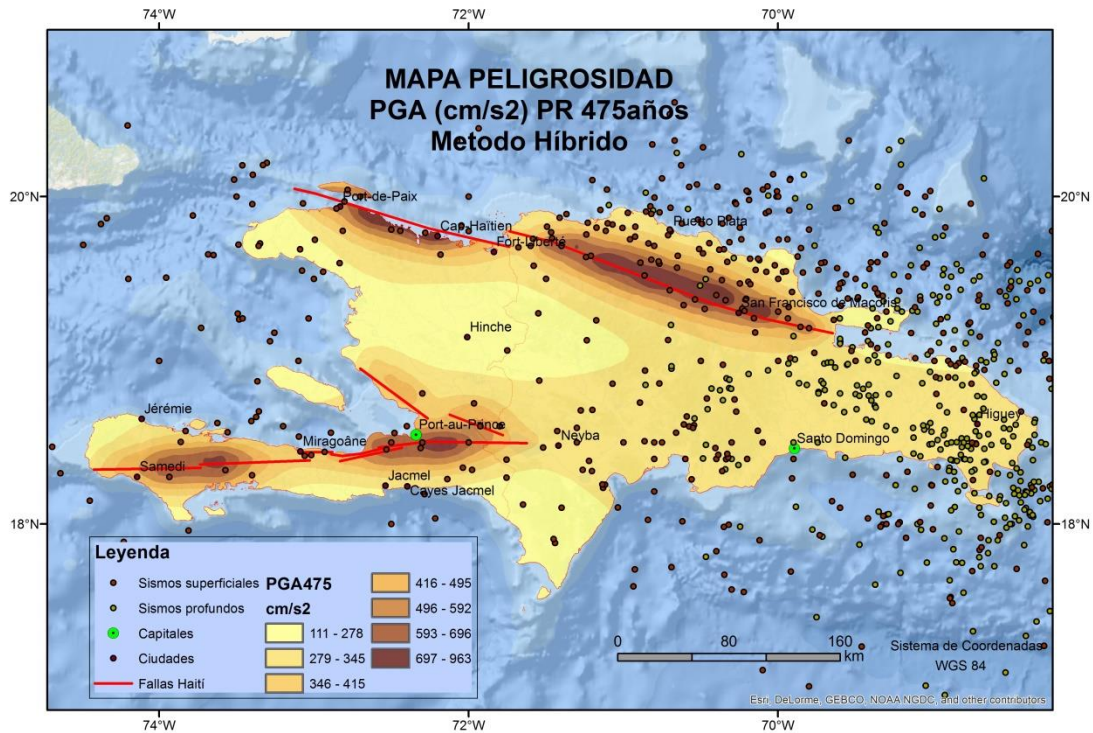 74°W
72°W
70°W
MAPA PELIGROSIDAD
PGA (cm/s2) PR 475años
Metodo Híbrido
20°N
20°N
Port-de-Paix
Cap-Haïtien
Fort-Liberté
Puerto Plata
San Francisco de Macorís
Hinche
Jérémie
Miragoâne
Port-au-Prince
Neyba
Santo Domingo
Higuey
Samedi
Jacmel
Cayes Jacmel
18°N
18°N
Leyenda
Sismos superficiales
Sismos profundos
Capitales
Ciudades
Fallas Haití
PGA475
cm/s2
111 - 278
279 - 345
346 - 415
416 - 495
496 - 592
593 - 696
697 - 963
0 80 160
km
Sistema de Coordenadas
WGS 84
Esri, DeLorme, GEBCO, NOAA NGDC, and other contributors
74°W
72°W
70°W